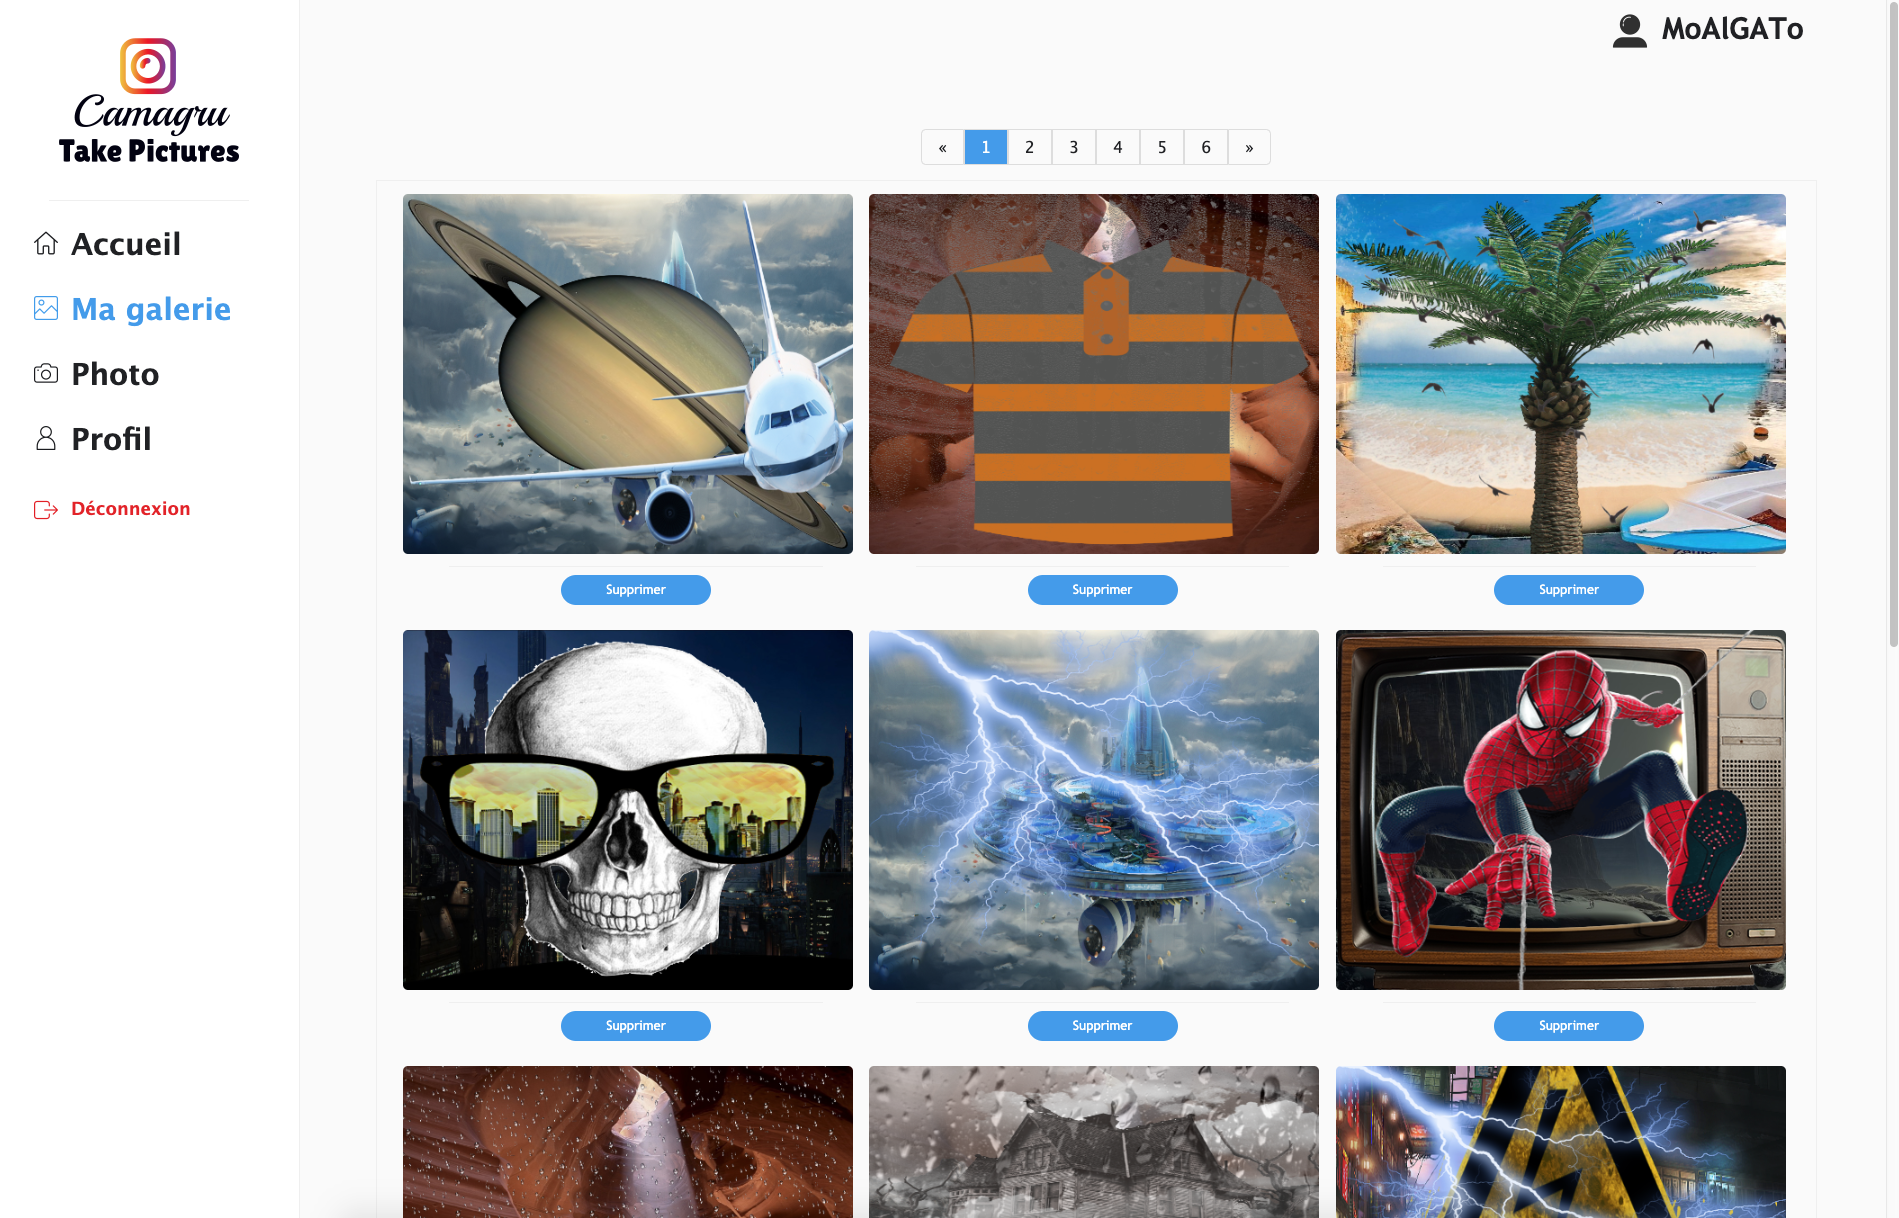 Camagru
Take Pictures
Accueil
Ma galerie
Photo
Profil
Déconnexion
MoAlGATo
« 1 2 3 4 5 6 »
Supprimer Supprimer Supprimer
Supprimer Supprimer Supprimer